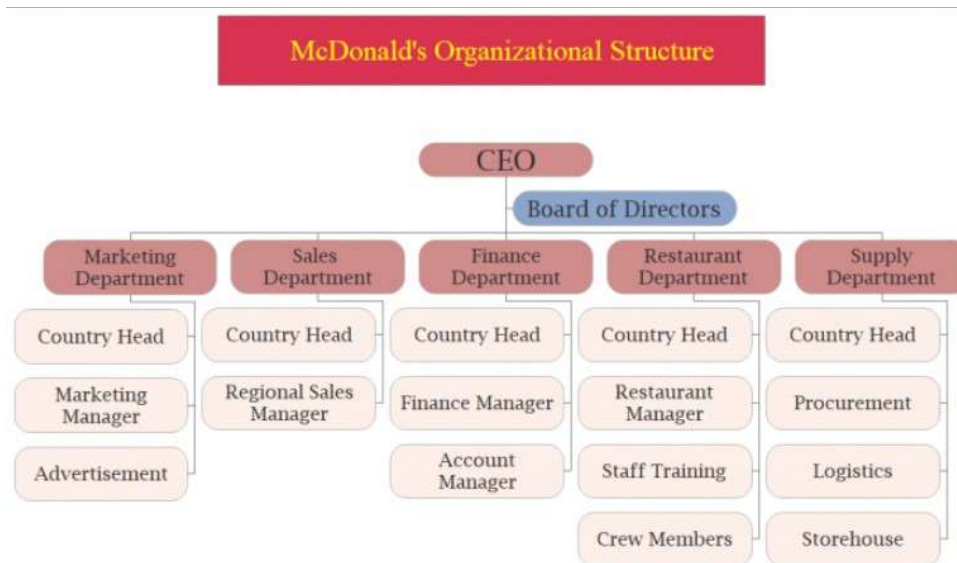 McDonald's Organizational Structure
CEO
Board of Directors
Marketing
Department
Country Head
Marketing
Manager
Advertisement
Sales
Department
Country Head
Regional Sales
Manager
Finance
Department
Country Head
Finance Manager
Account
Manager
Restaurant
Department
Country Head
Restaurant
Manager
Staff Training
Crew Members
Supply
Department
Country Head
Procurement
Logistics
Storehouse